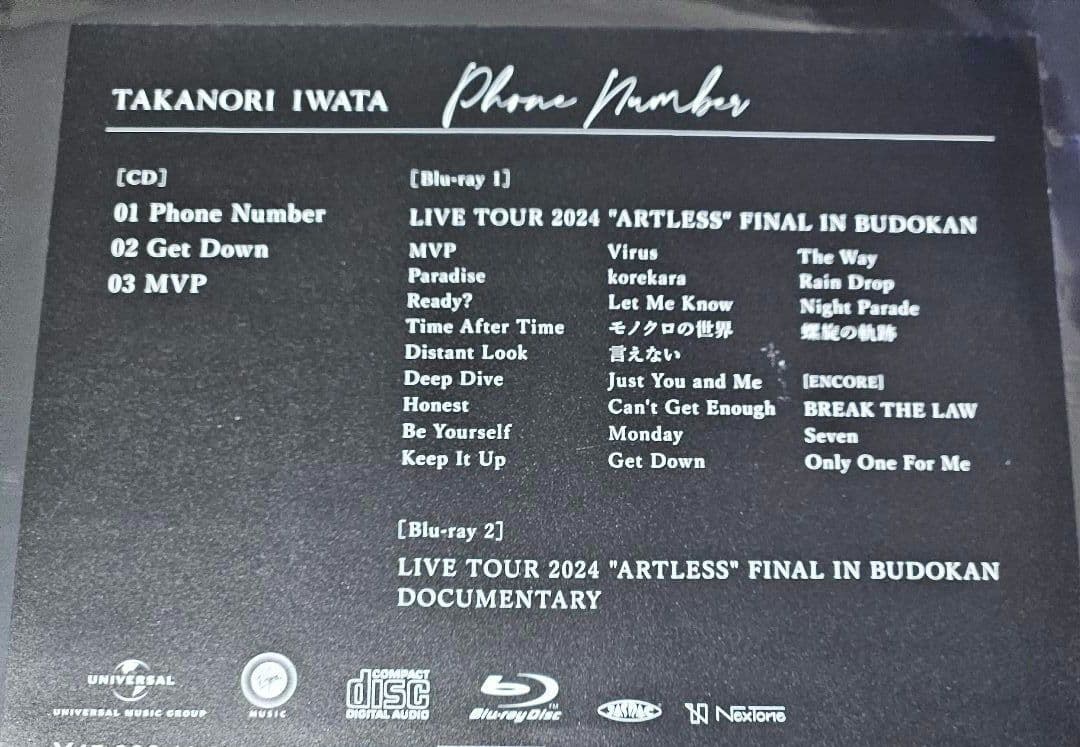 TAKANORI IWATA Phone Number
[CD]
01 Phone Number
02 Get Down
03 MVP
[Blu-ray 1]
LIVE TOUR 2024 "ARTLESS" FINAL IN BUDOKAN
MVP
Paradise
Ready?
Time After Time
Distant Look
Deep Dive
Honest
Be Yourself
Keep It Up
Virus
korekara
Let Me Know
モノクロの世界
言えない
Just You and Me
Can't Get Enough
Monday
Get Down
The Way
Rain Drop
Night Parade
螺旋の軌跡
[ENCORE]
BREAK THE LAW
Seven
Only One For Me
[Blu-ray 2]
LIVE TOUR 2024 "ARTLESS" FINAL IN BUDOKAN
DOCUMENTARY
UNIVERSAL
UNIVERSAL MUSIC GROUP
Virgin
MUSIC
COMPACT
disc
DIGITAL AUDIO
Blu-ray Disc
TM
JASRAC
NexTone